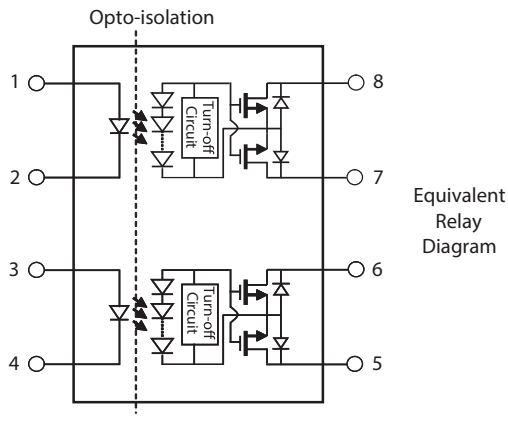 Opto-isolation
1
8
Turn-off
Circuit
2
7
Equivalent
Relay
Diagram
3
6
Turn-off
Circuit
4
5